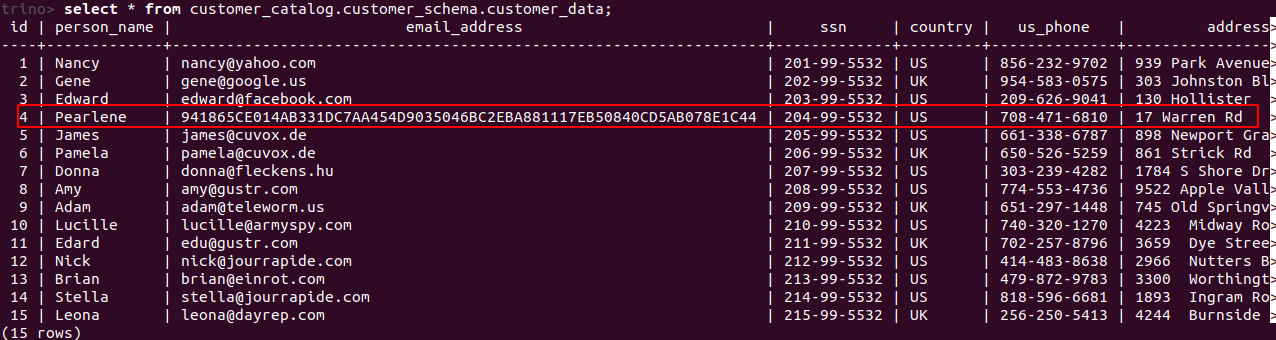 trino> select * from customer_catalog.customer_schema.customer_data;
id | person_name | email_address | ssn | country | us_phone | address>
----+-------------+------------------------------------------------------------------+-------------+---------+--------------+--------------->
1 | Nancy | nancy@yahoo.com | 201-99-5532 | US | 856-232-9702 | 939 Park Avenue>
2 | Gene | gene@google.us | 202-99-5532 | UK | 954-583-0575 | 303 Johnston Bl>
3 | Edward | edward@facebook.com | 203-99-5532 | US | 209-626-9041 | 130 Hollister >
4 | Pearlene | 941865CE014AB331DC7AA454D9035046BC2EBA881117EB50840CD5AB078E1C44 | 204-99-5532 | US | 708-471-6810 | 17 Warren Rd >
5 | James | james@cuvox.de | 205-99-5532 | US | 661-338-6787 | 898 Newport Gra>
6 | Pamela | pamela@cuvox.de | 206-99-5532 | UK | 650-526-5259 | 861 Strick Rd >
7 | Donna | donna@fleckens.hu | 207-99-5532 | US | 303-239-4282 | 1784 S Shore Dr>
8 | Amy | amy@gustr.com | 208-99-5532 | US | 774-553-4736 | 9522 Apple Vall>
9 | Adam | adam@teleworm.us | 209-99-5532 | UK | 651-297-1448 | 745 Old Springv>
10 | Lucille | lucille@armyspy.com | 210-99-5532 | US | 740-320-1270 | 4223 Midway Ro>
11 | Edard | edu@gustr.com | 211-99-5532 | UK | 702-257-8796 | 3659 Dye Stree>
12 | Nick | nick@jourrapide.com | 212-99-5532 | US | 414-483-8638 | 2966 Nutters B>
13 | Brian | brian@einrot.com | 213-99-5532 | US | 479-872-9783 | 3300 Worthingt>
14 | Stella | stella@jourrapide.com | 214-99-5532 | US | 818-596-6681 | 1893 Ingram Ro>
15 | Leona | leona@dayrep.com | 215-99-5532 | UK | 256-250-5413 | 4244 Burnside >
(15 rows)